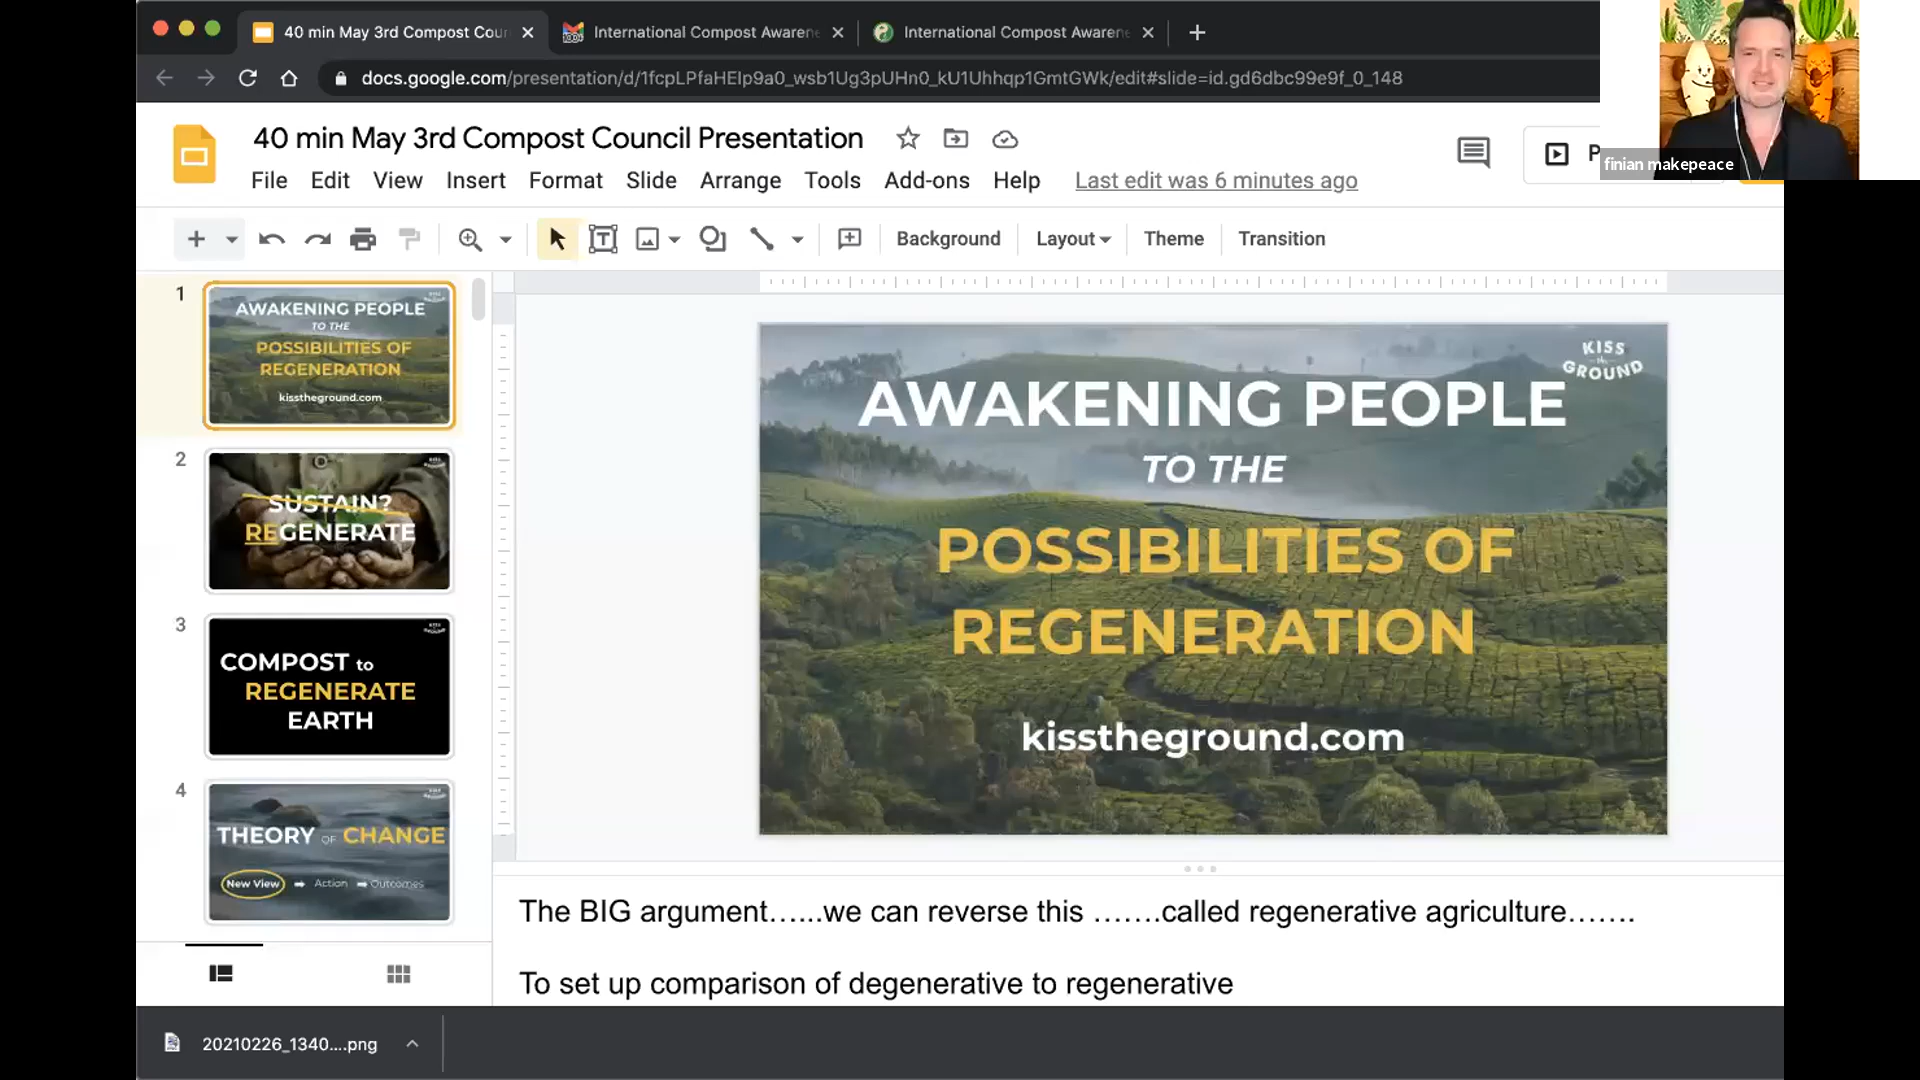 40 min May 3rd Compost Cour
International Compost Awaren
International Compost Awaren
docs.google.com/presentation/d/1fcpLPfaHEIp9a0_wsb1Ug3pUHn0_kU1Uhhqp1GmtGWk/edit#slide=id.gd6dbc99e9f_0_148
40 min May 3rd Compost Council Presentation
File Edit View Insert Format Slide Arrange Tools Add-ons Help Last edit was 6 minutes ago
P
finian makepeace
Background Layout Theme Transition
1
AWAKENING PEOPLE
TO THE
POSSIBILITIES OF
REGENERATION
kisstheground.com
2
SUSTAIN?
REGENERATE
3
COMPOST to
REGENERATE
EARTH
4
THEORY OF CHANGE
New View Action Outcomes
KISS
the
GROUND
AWAKENING PEOPLE
TO THE
POSSIBILITIES OF
REGENERATION
kisstheground.com
The BIG argument…...we can reverse this …….called regenerative agriculture…….
To set up comparison of degenerative to regenerative
20210226_1340....png